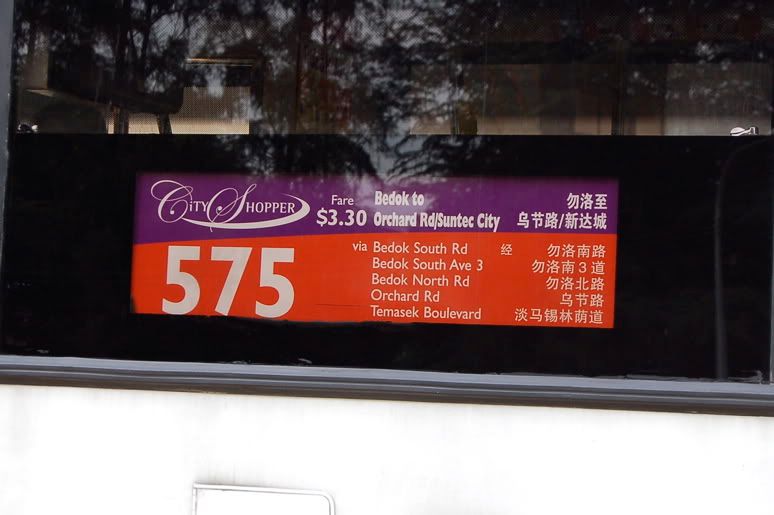 CITY SHOPPER
Fare
$3.30
Bedok to
Orchard Rd/Suntec City
勿洛至
乌节路/新达城
575
via Bedok South Rd
Bedok South Ave 3
Bedok North Rd
Orchard Rd
Temasek Boulevard
经 勿洛南路
勿洛南3道
勿洛北路
乌节路
淡马锡林荫道